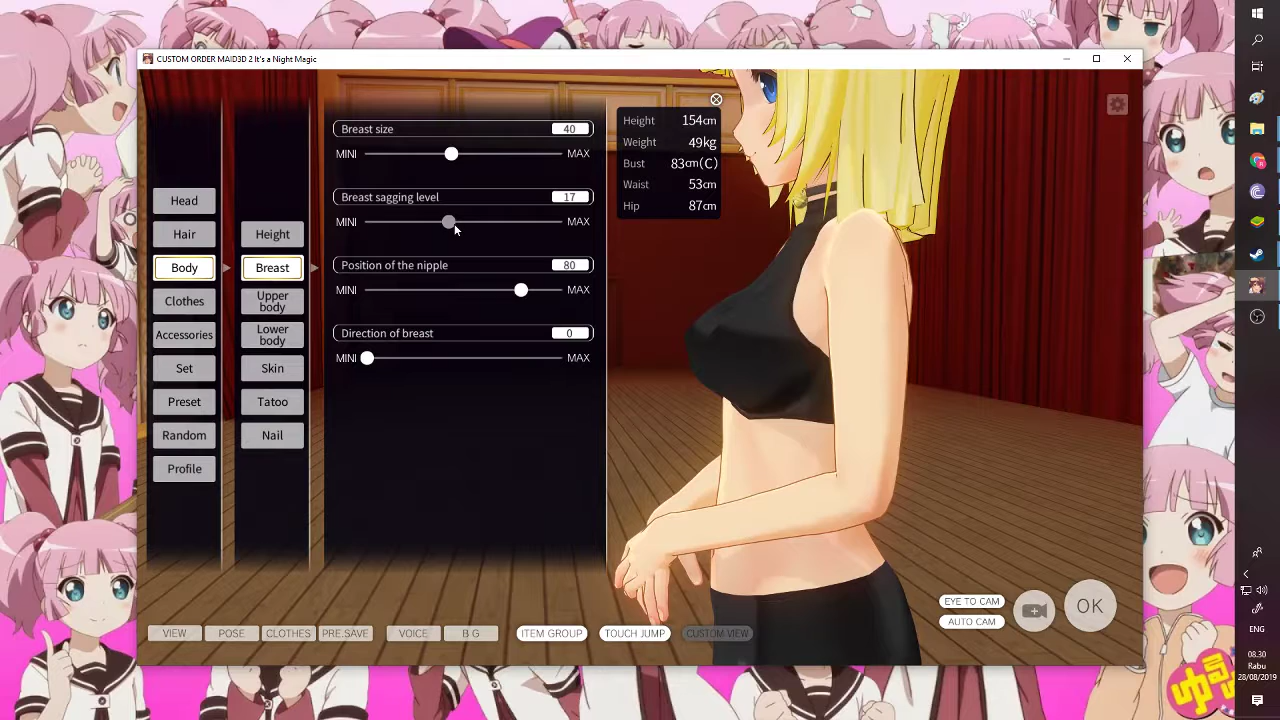 CUSTOM ORDER MAID3D 2 It's a Night Magic
Head
Hair
Body
Clothes
Accessories
Set
Preset
Random
Profile
Height
Breast
Upper
body
Lower
body
Skin
Tatoo
Nail
Breast size 40
MINI MAX
Breast sagging level 17
MINI MAX
Position of the nipple 80
MINI MAX
Direction of breast 0
MINI MAX
Height 154cm
Weight 49kg
Bust 83cm(C)
Waist 53cm
Hip 87cm
EYE TO CAM
AUTO CAM
OK
VIEW POSE CLOTHES PRE.SAVE VOICE B G ITEM GROUP TOUCH JUMP CUSTOM VIEW
ENG
08.30
Rabu
28/08/2019